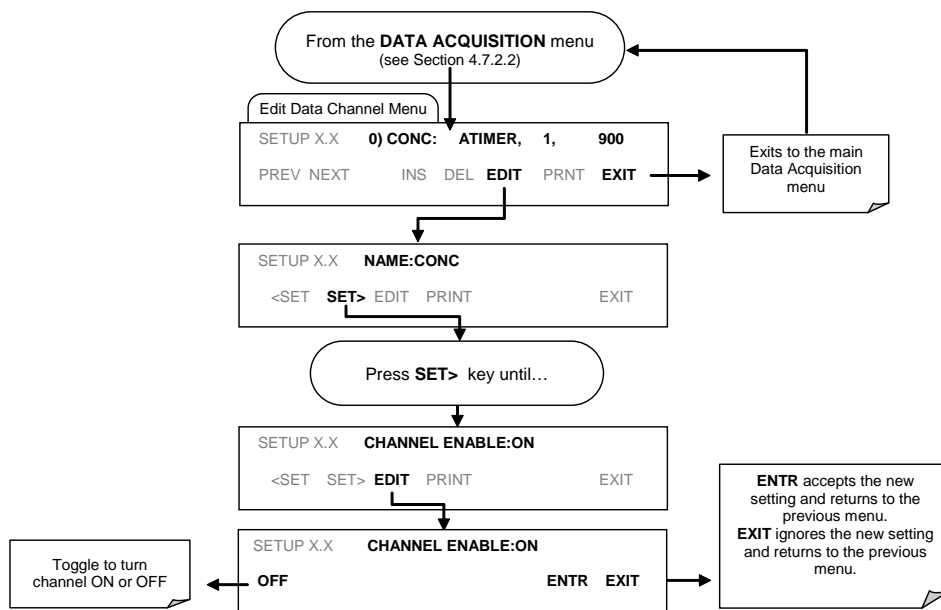 From the DATA ACQUISITION menu
(see Section 4.7.2.2)
Edit Data Channel Menu
SETUP X.X 0) CONC: ATIMER, 1, 900
PREV NEXT INS DEL EDIT PRNT EXIT
Exits to the main
Data Acquisition
menu
SETUP X.X NAME:CONC
<SET SET> EDIT PRINT EXIT
Press SET> key until…
SETUP X.X CHANNEL ENABLE:ON
<SET SET> EDIT PRINT EXIT
ENTR accepts the new
setting and returns to the
previous menu.
EXIT ignores the new setting
and returns to the previous
menu.
SETUP X.X CHANNEL ENABLE:ON
OFF ENTR EXIT
Toggle to turn
channel ON or OFF